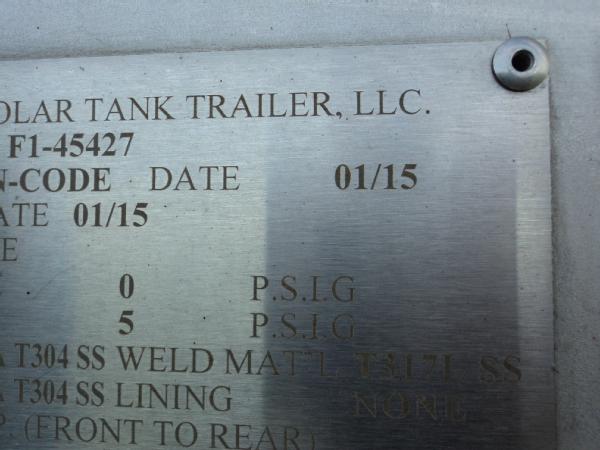 OLAR TANK TRAILER, LLC.
F1-45427
N-CODE DATE 01/15
ATE 01/15
E
0 P.S.I.G
5 P.S.I.G
A T304 SS WELD MAT'L T317L SS
A T304 SS LINING NONE
P. (FRONT TO REAR)